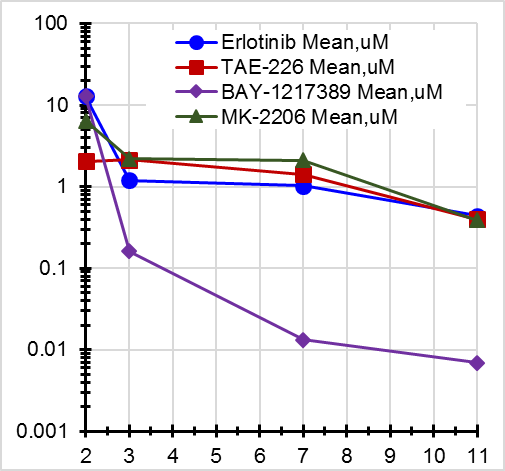 100
Erlotinib Mean,uM
TAE-226 Mean,uM
10
BAY-1217389 Mean,uM
MK-2206 Mean,uM
1
0.1
0.01
0.001
2 3 4 5 6 7 8 9 10 11